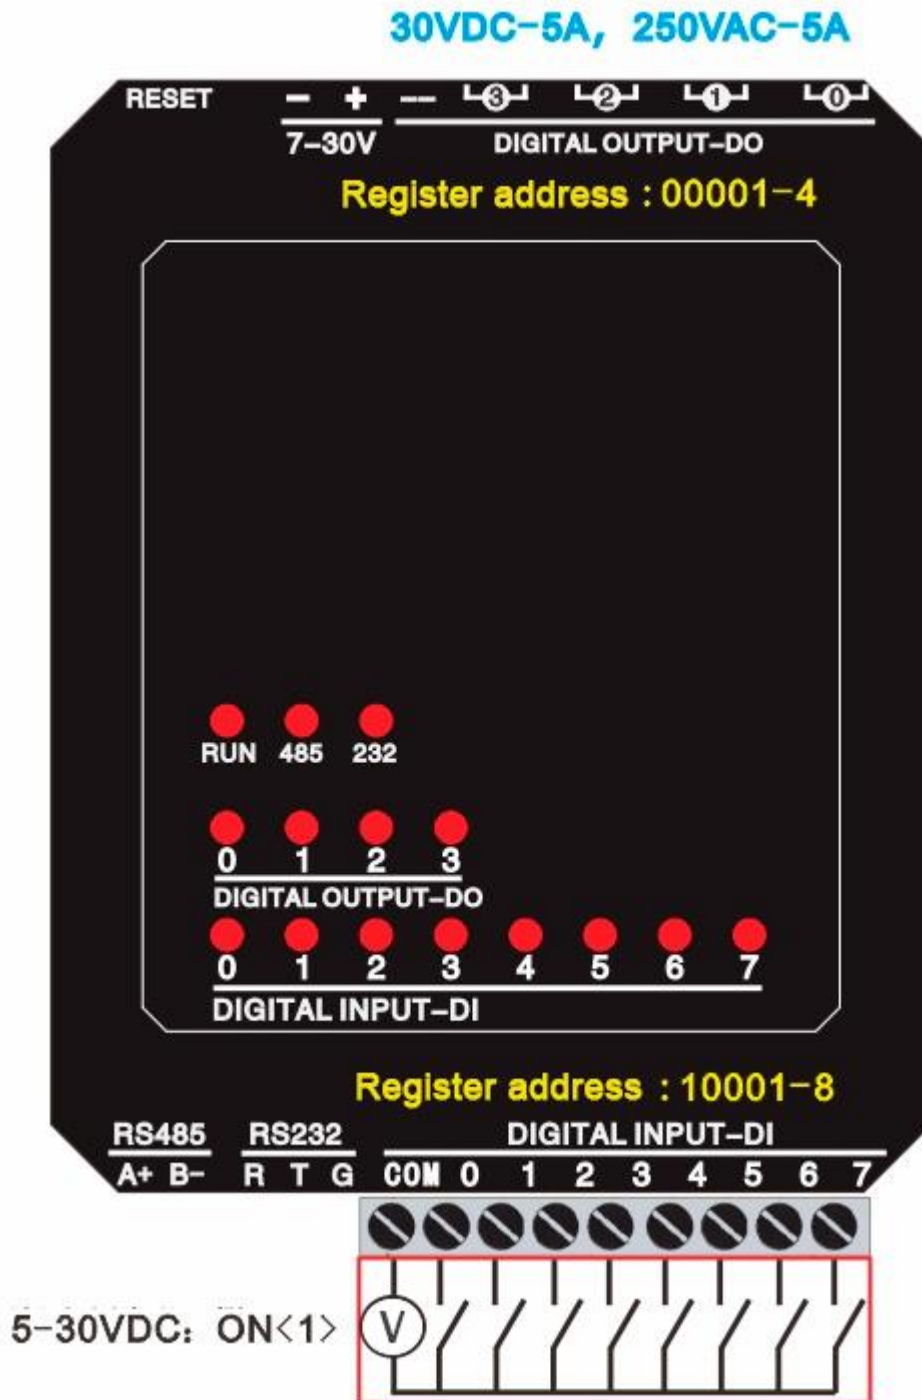 30VDC-5A, 250VAC-5A
RESET - + -- 3 2 1 0
7-30V DIGITAL OUTPUT-DO
Register address : 00001-4
RUN 485 232
0 1 2 3
DIGITAL OUTPUT-DO
0 1 2 3 4 5 6 7
DIGITAL INPUT-DI
Register address : 10001-8
RS485 RS232 DIGITAL INPUT-DI
A+ B- R T G COM 0 1 2 3 4 5 6 7
5-30VDC: ON<1> V